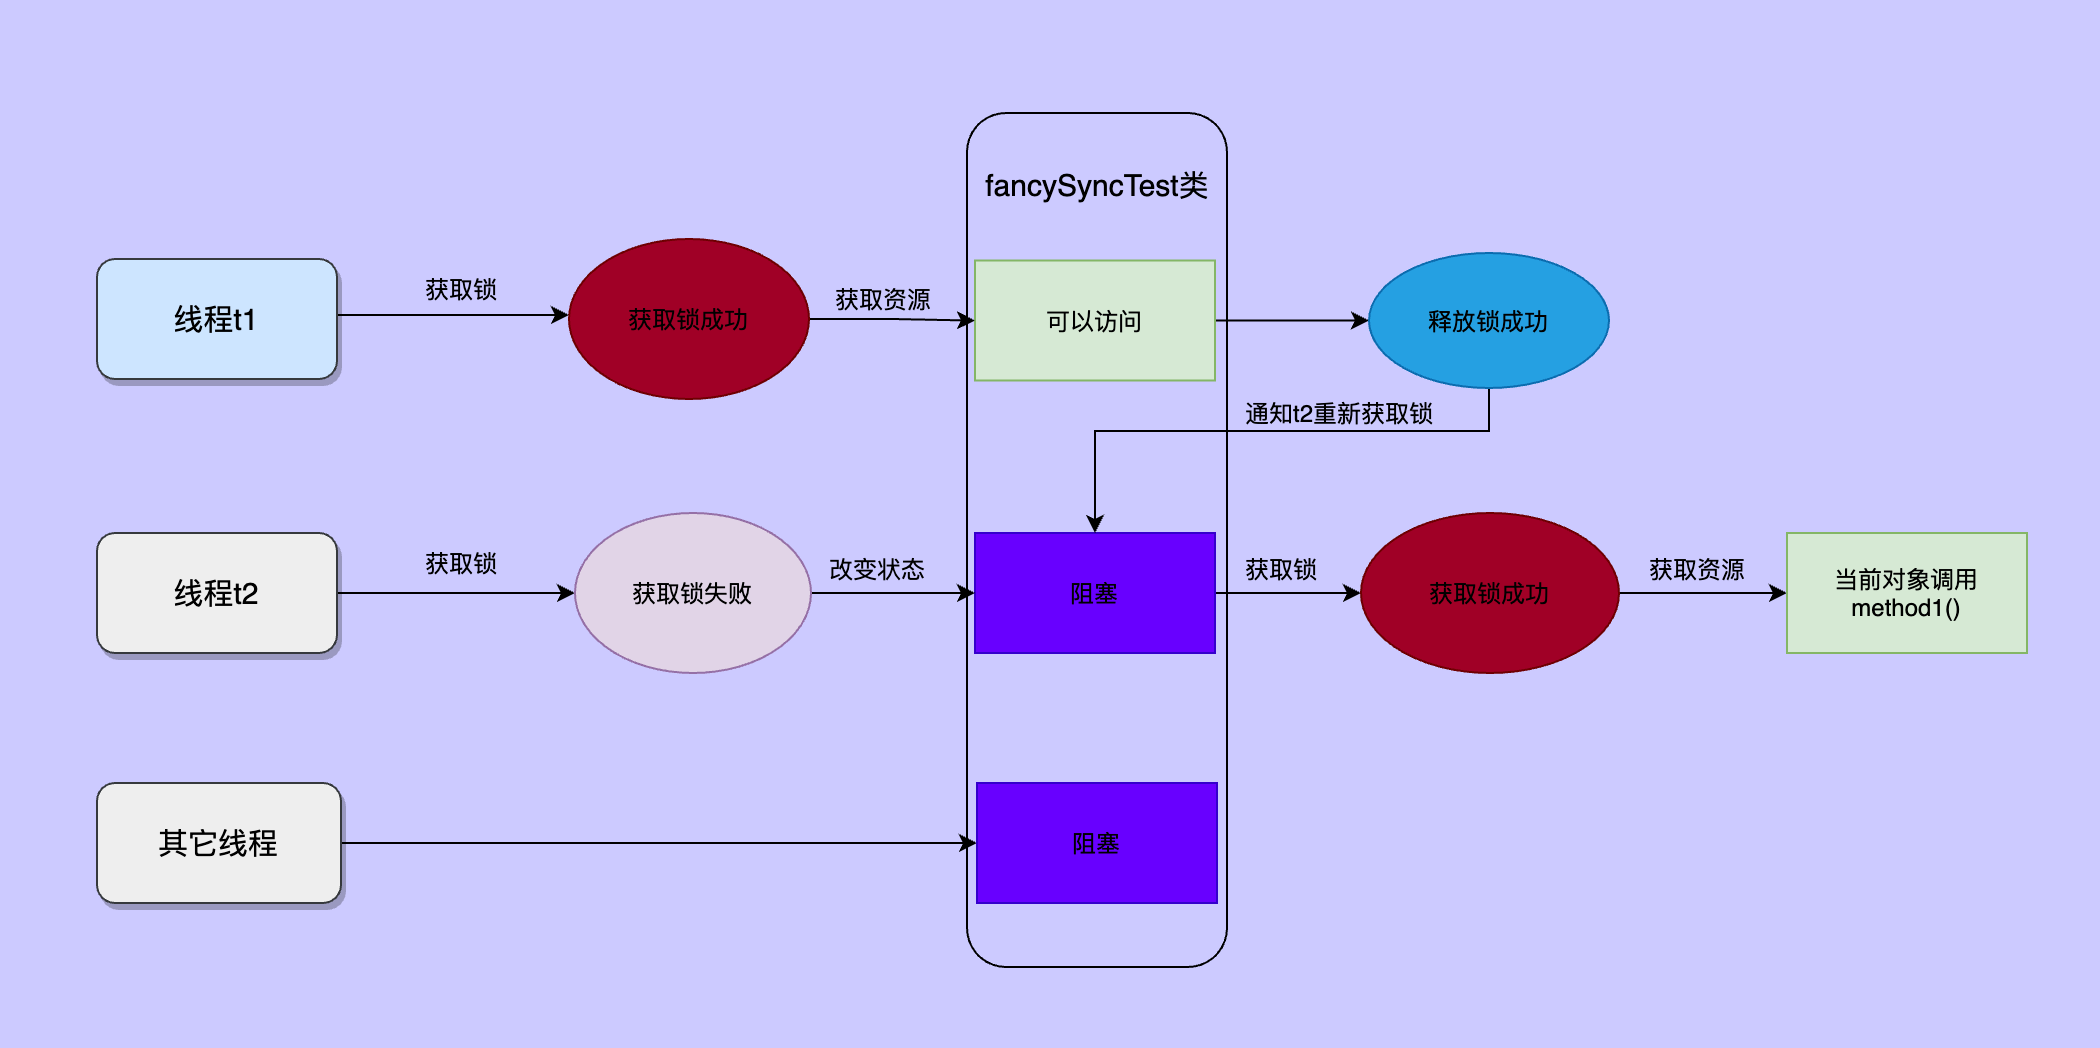 fancySyncTest类
线程t1
获取锁
获取锁成功
获取资源
可以访问
释放锁成功
通知t2重新获取锁
线程t2
获取锁
获取锁失败
改变状态
阻塞
获取锁
获取锁成功
获取资源
当前对象调用
method1()
其它线程
阻塞